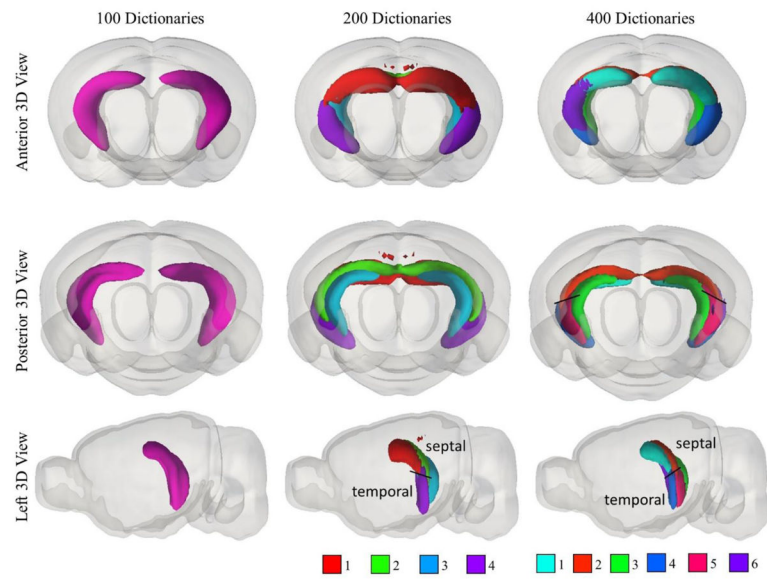 100 Dictionaries 200 Dictionaries 400 Dictionaries
Anterior 3D View
Posterior 3D View
Left 3D View
septal septal
temporal temporal
1 2 3 4 1 2 3 4 5 6